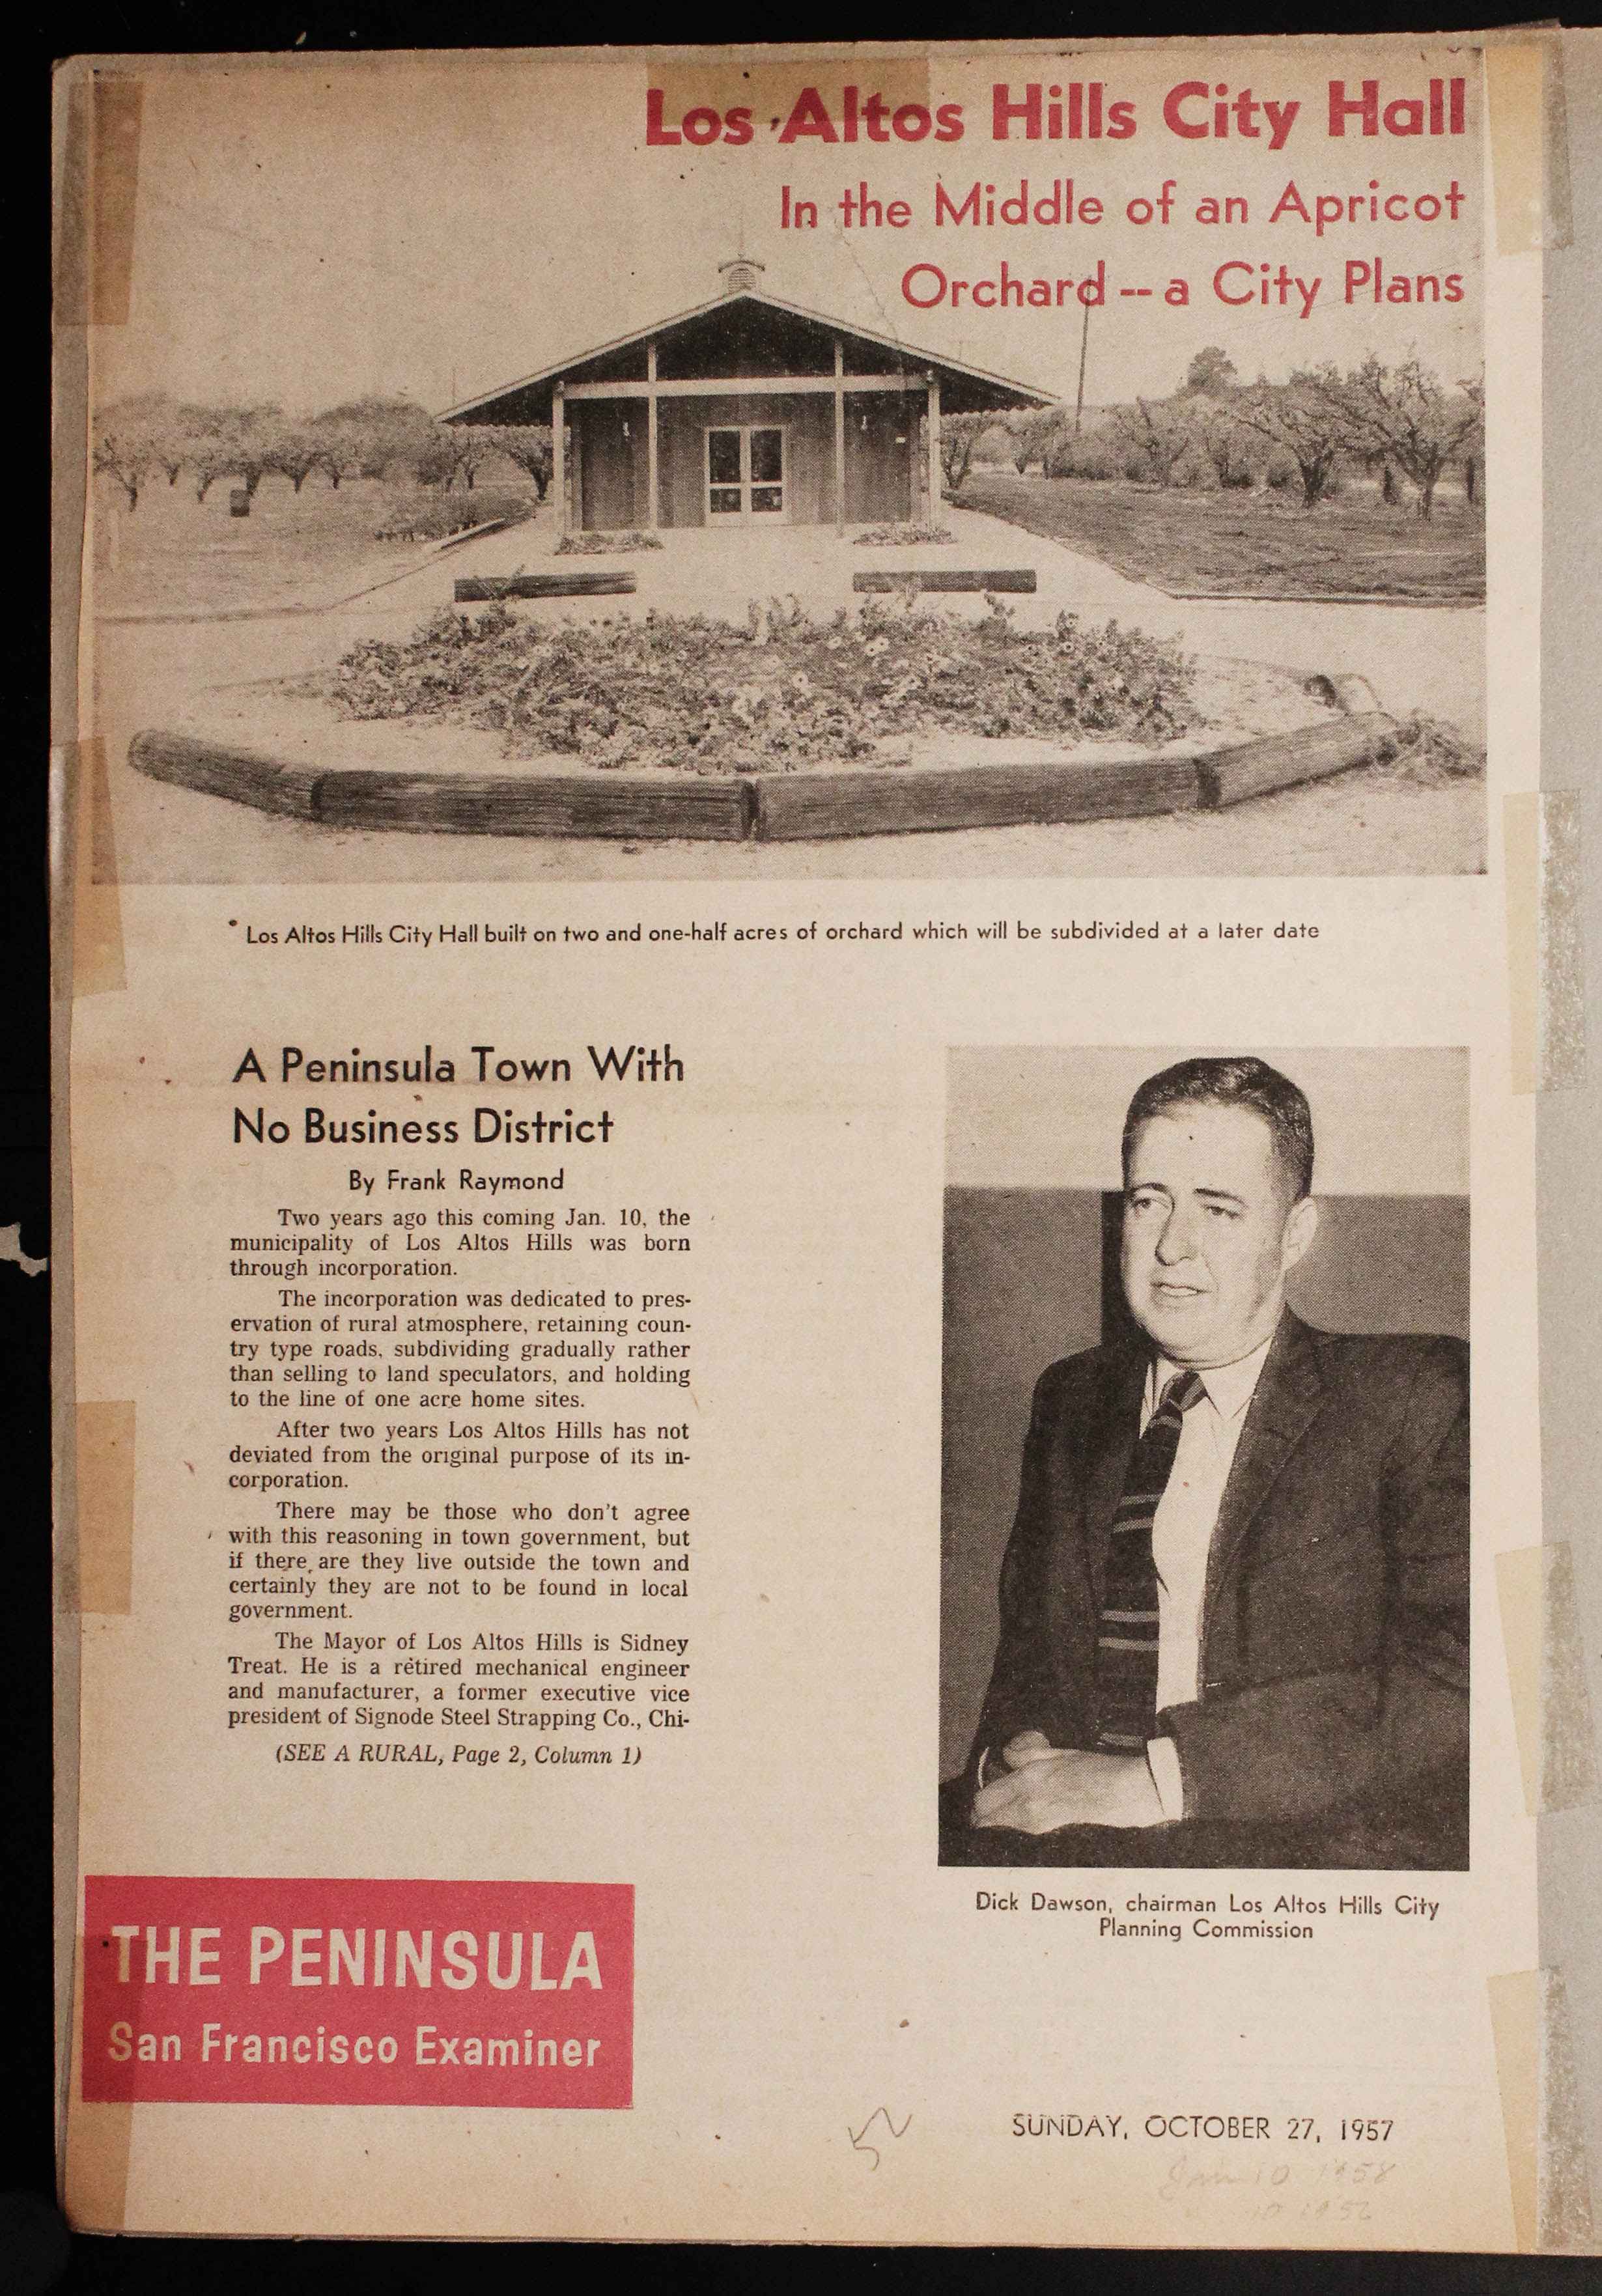 Los Altos Hills City Hall
In the Middle of an Apricot
Orchard -- a City Plans
Los Altos Hills City Hall built on two and one-half acres of orchard which will be subdivided at a later date
A Peninsula Town With
No Business District
By Frank Raymond
Two years ago this coming Jan. 10, the
municipality of Los Altos Hills was born
through incorporation.
The incorporation was dedicated to pres-
ervation of rural atmosphere, retaining coun-
try type roads, subdividing gradually rather
than selling to land speculators, and holding
to the line of one acre home sites.
After two years Los Altos Hills has not
deviated from the original purpose of its in-
corporation.
There may be those who don't agree
with this reasoning in town government, but
if there are they live outside the town and
certainly they are not to be found in local
government.
The Mayor of Los Altos Hills is Sidney
Treat. He is a retired mechanical engineer
and manufacturer, a former executive vice
president of Signode Steel Strapping Co., Chi-
(SEE A RURAL, Page 2, Column 1)
Dick Dawson, chairman Los Altos Hills City
Planning Commission
THE PENINSULA
San Francisco Examiner
52
SUNDAY, OCTOBER 27, 1957
Jan 10 1958
10 1956